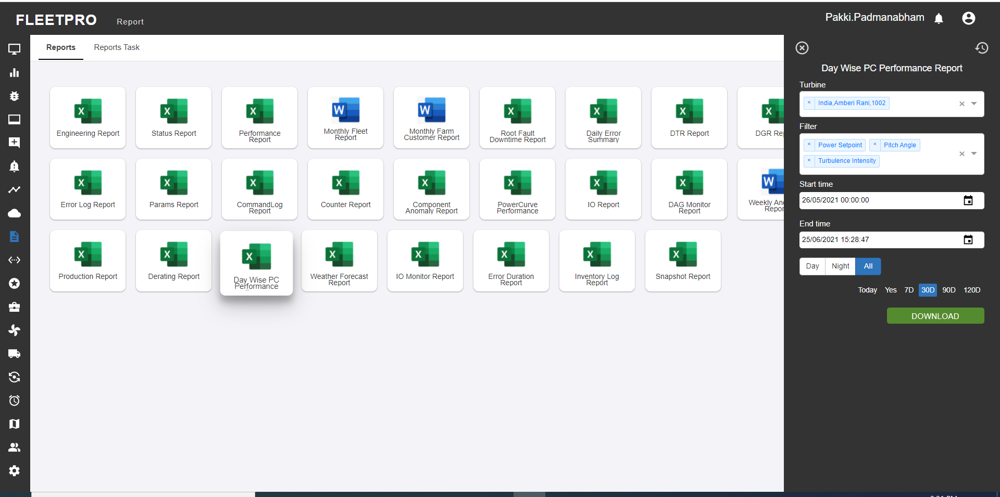 FLEETPRO
Report
Pakki.Padmanabham
Reports
Reports Task
Engineering Report
Status Report
Performance
Report
Monthly Fleet
Report
Monthly Farm
Customer Report
Root Fault
Downtime Report
Daily Error
Summary
DTR Report
DGR Rep
Error Log Report
Params Report
CommandLog
Report
Counter Report
Component
Anomaly Report
PowerCurve
Performance
IO Report
DAG Monitor
Report
Weekly An
Repor
Production Report
Derating Report
Day Wise PC
Performance
Weather Forecast
Report
IO Monitor Report
Error Duration
Report
Inventory Log
Report
Snapshot Report
Day Wise PC Performance Report
Turbine
× India,Amberi Rani,1002
Filter
× Power Setpoint × Pitch Angle
× Turbulence Intensity
Start time
26/05/2021 00:00:00
End time
25/06/2021 15:28:47
Day Night All
Today Yes 7D 30D 90D 120D
DOWNLOAD